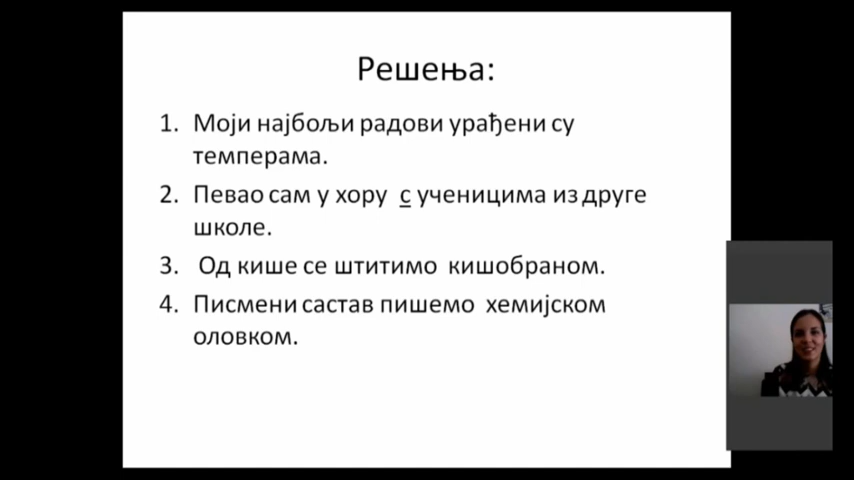 Решења:
1. Моји најбољи радови урађени су
темперама.
2. Певао сам у хору с ученицима из друге
школе.
3. Од кише се штитимо кишобраном.
4. Писмени састав пишемо хемијском
оловком.